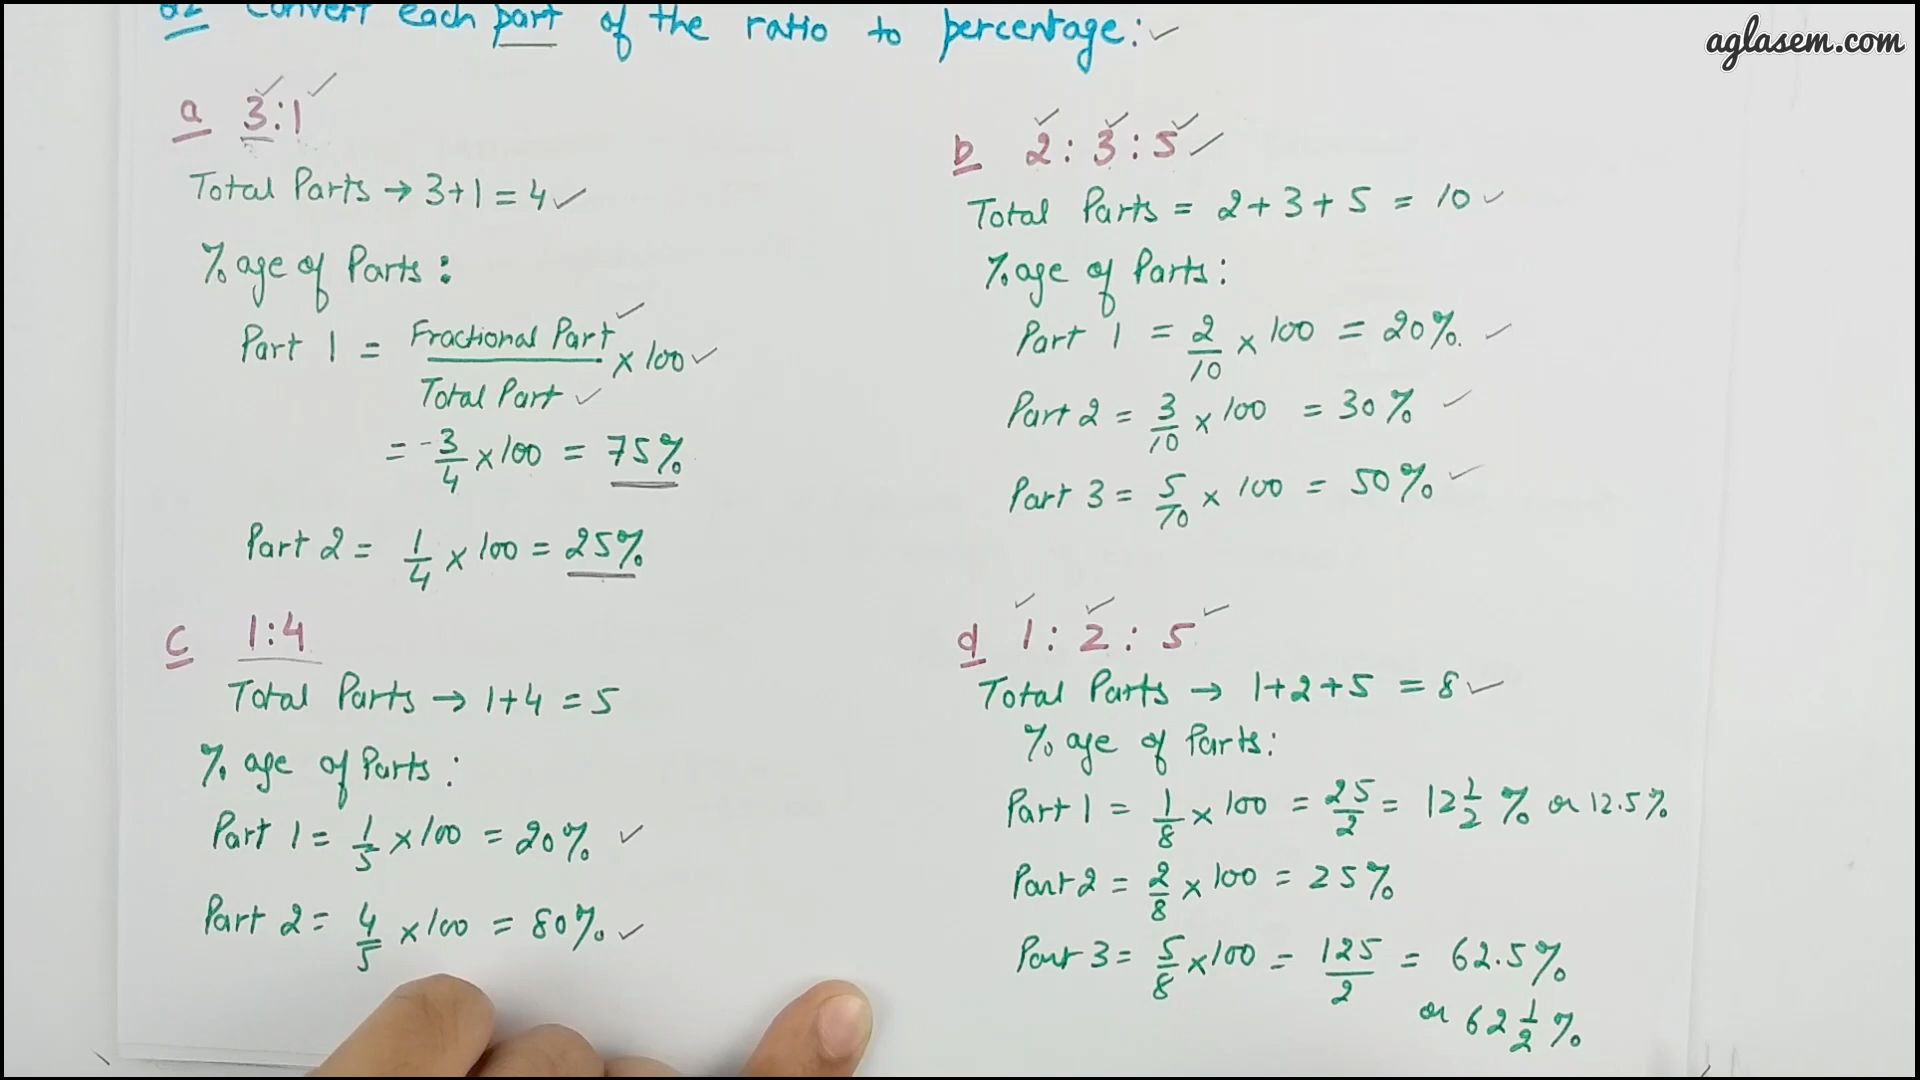 Q2 Convert each part of the ratio to percentage:
aglasem.com
a 3:1
Total Parts → 3+1 = 4
%age of Parts:
Part 1 = Fractional Part / Total Part × 100
= 3/4 × 100 = 75%
Part 2 = 1/4 × 100 = 25%
b 2:3:5
Total Parts = 2+3+5 = 10
%age of Parts:
Part 1 = 2/10 × 100 = 20%
Part 2 = 3/10 × 100 = 30%
Part 3 = 5/10 × 100 = 50%
c 1:4
Total Parts → 1+4 = 5
%age of Parts:
Part 1 = 1/5 × 100 = 20%
Part 2 = 4/5 × 100 = 80%
d 1:2:5
Total Parts → 1+2+5 = 8
%age of Parts:
Part 1 = 1/8 × 100 = 25/2 = 12 1/2 % or 12.5%
Part 2 = 2/8 × 100 = 25%
Part 3 = 5/8 × 100 = 125/2 = 62.5%
or 62 1/2 %